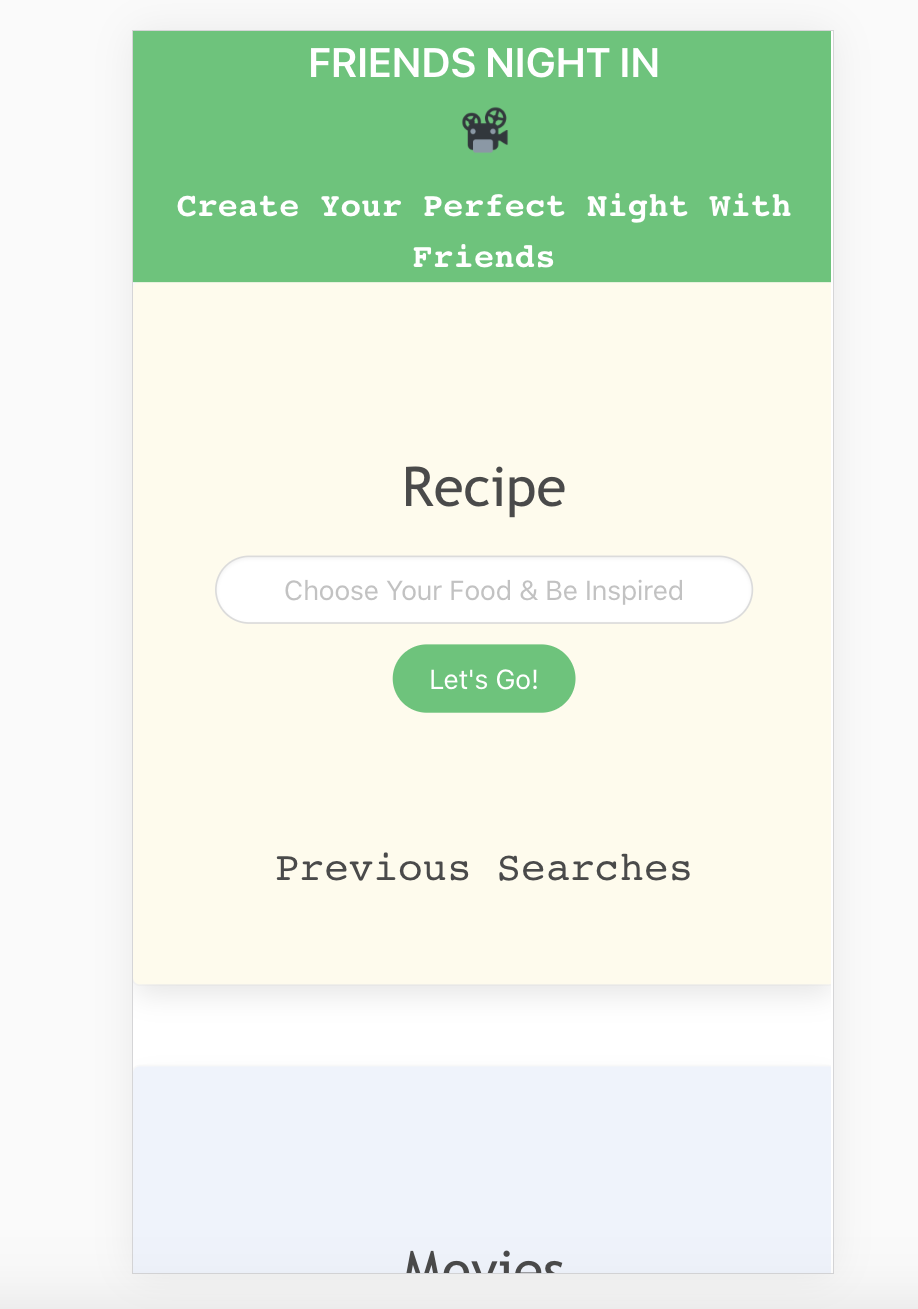 FRIENDS NIGHT IN
Create Your Perfect Night With
Friends
Recipe
Choose Your Food & Be Inspired
Let's Go!
Previous Searches
Movies